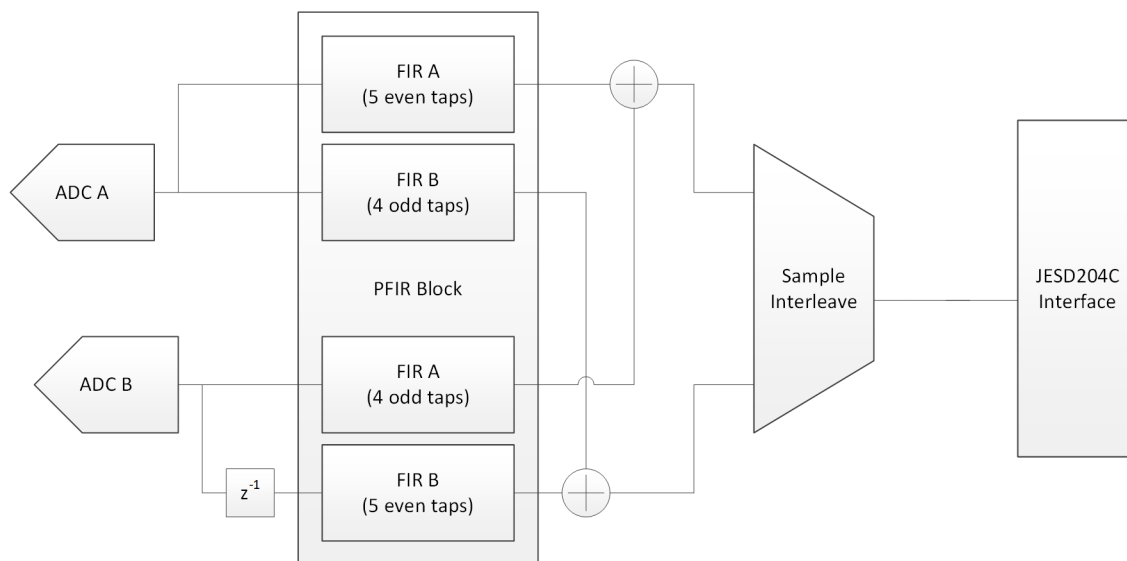 FIR A
(5 even taps)
ADC A
FIR B
(4 odd taps)
PFIR Block
Sample
Interleave
JESD204C
Interface
ADC B
FIR A
(4 odd taps)
z⁻¹
FIR B
(5 even taps)